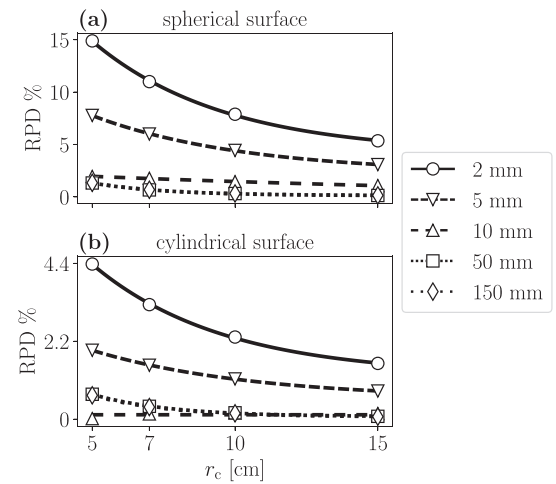 (a) spherical surface
15
10
5
0
RPD %
2 mm
5 mm
10 mm
50 mm
150 mm
(b) cylindrical surface
4.4
2.2
0
RPD %
5 7 10 15
r_c [cm]